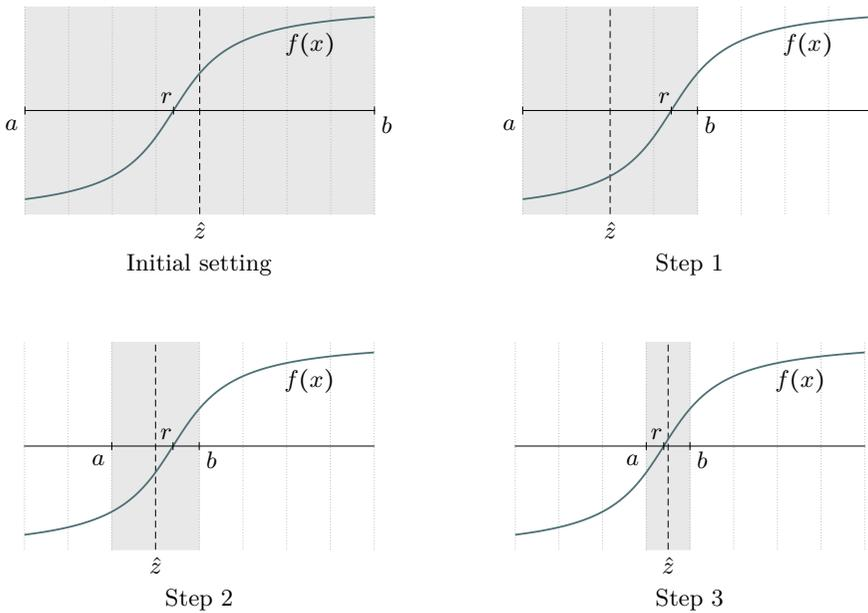 f(x)
r
a
b
ẑ
Initial setting
f(x)
r
a
b
ẑ
Step 1
f(x)
r
a
b
ẑ
Step 2
f(x)
r
a
b
ẑ
Step 3